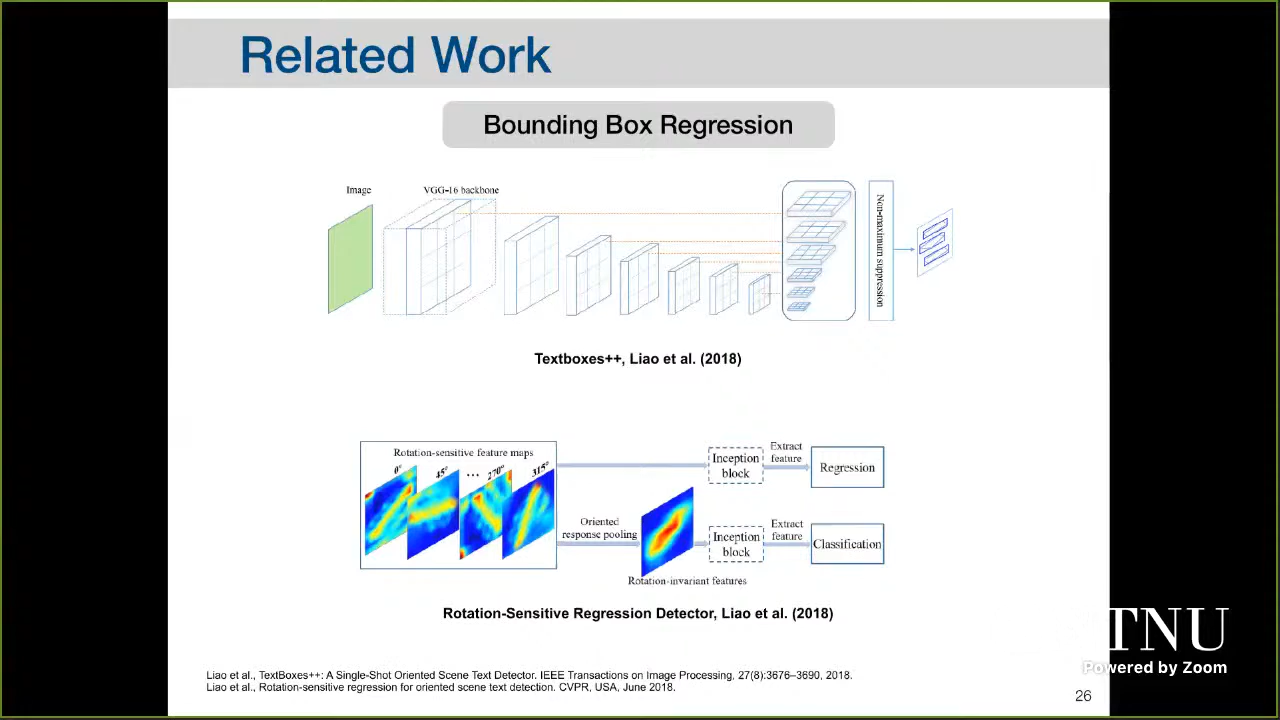 Related Work
Bounding Box Regression
Image
VGG-16 backbone
Non-maximum suppression
Textboxes++, Liao et al. (2018)
Rotation-sensitive feature maps
0°
45°
...
270°
315°
Oriented
response pooling
Rotation-invariant features
Inception
block
Extract
feature
Regression
Inception
block
Extract
feature
Classification
Rotation-Sensitive Regression Detector, Liao et al. (2018)
Liao et al., TextBoxes++: A Single-Shot Oriented Scene Text Detector. IEEE Transactions on Image Processing, 27(8):3676–3690, 2018.
Liao et al., Rotation-sensitive regression for oriented scene text detection. CVPR, USA, June 2018.
TNU
Powered by Zoom
26